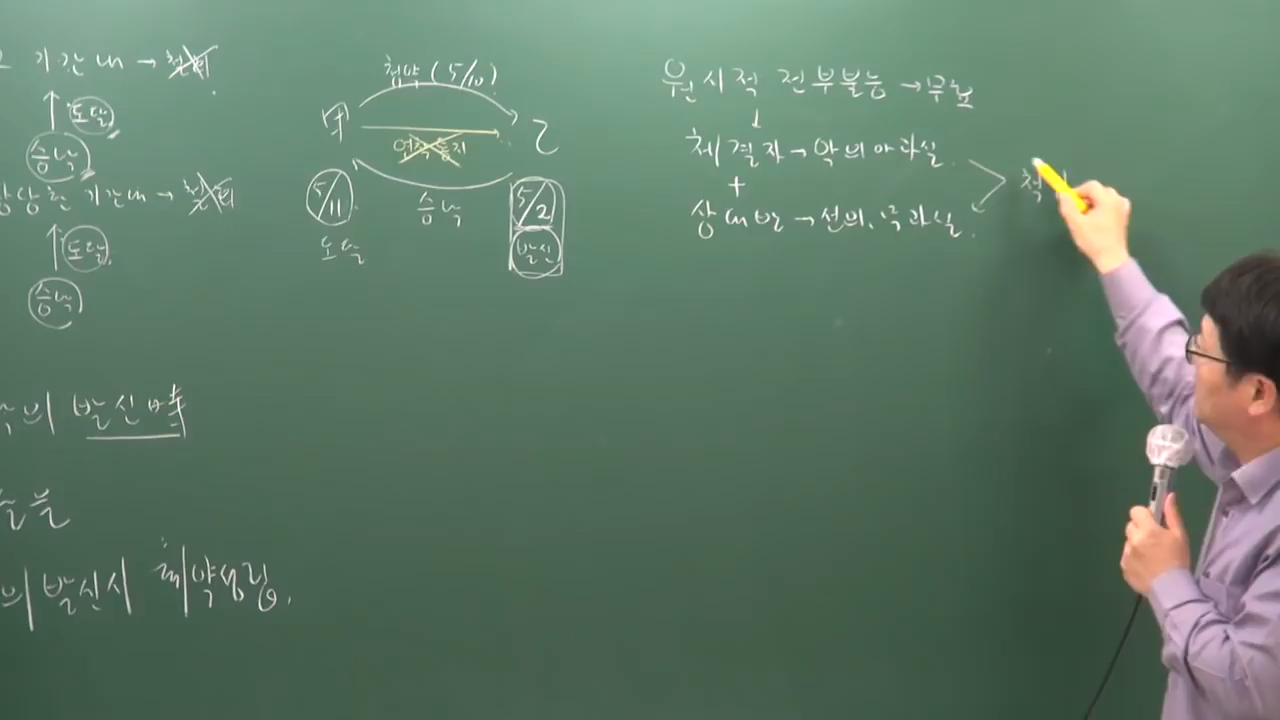 기간 내 → 철회
↑ 도달
승낙
상당한 기간 내 → 철회
↑ 도달
승낙
의 발신때
의 발신시 계약성립.
청약 (5/10)
甲 乙
연착통지
5/11 승낙 5/2
도달 발신
원시적 전부불능 → 무효
↓
체결자 → 악의 or 과실
+
상대방 → 선의, 무과실.